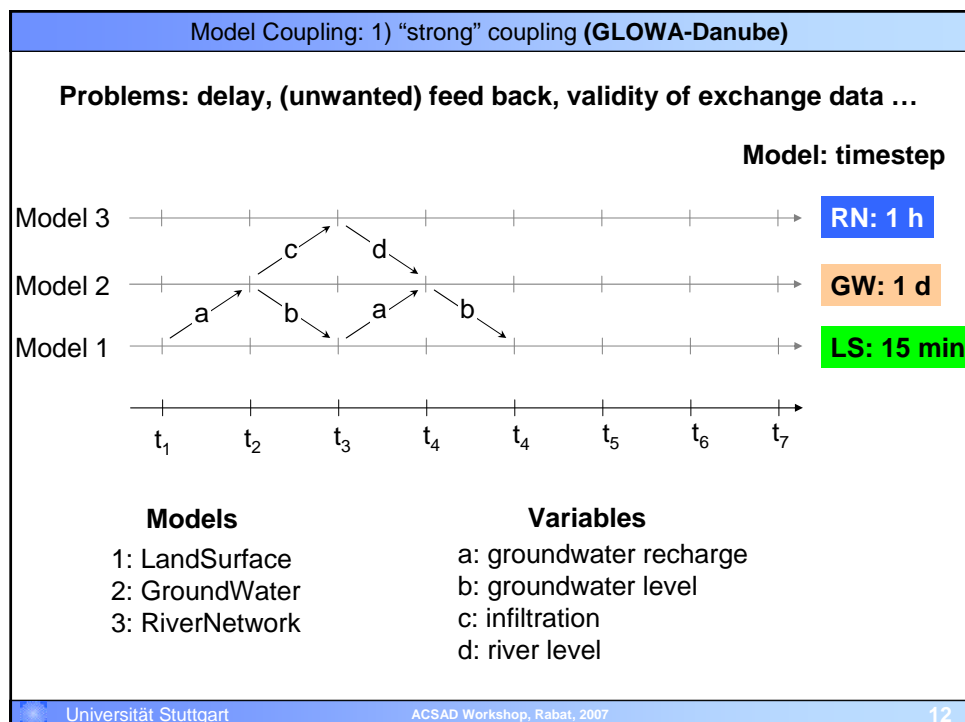 Model Coupling: 1) “strong” coupling (GLOWA-Danube)
Problems: delay, (unwanted) feed back, validity of exchange data …
Model: timestep
Model 3
RN: 1 h
c
d
Model 2
GW: 1 d
a
b
a
b
Model 1
LS: 15 min
t1 t2 t3 t4 t4 t5 t6 t7
Models
1: LandSurface
2: GroundWater
3: RiverNetwork
Variables
a: groundwater recharge
b: groundwater level
c: infiltration
d: river level
Universität Stuttgart
ACSAD Workshop, Rabat, 2007
12